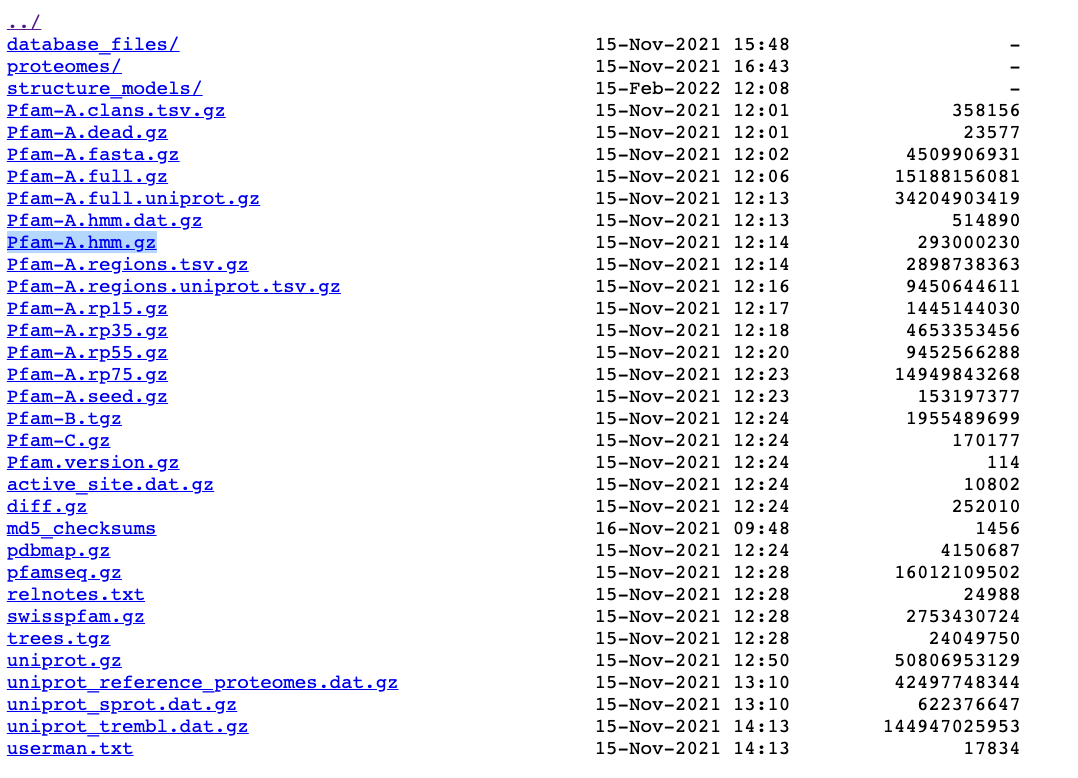 ../
database_files/ 15-Nov-2021 15:48 -
proteomes/ 15-Nov-2021 16:43 -
structure_models/ 15-Feb-2022 12:08 -
Pfam-A.clans.tsv.gz 15-Nov-2021 12:01 358156
Pfam-A.dead.gz 15-Nov-2021 12:01 23577
Pfam-A.fasta.gz 15-Nov-2021 12:02 4509906931
Pfam-A.full.gz 15-Nov-2021 12:06 15188156081
Pfam-A.full.uniprot.gz 15-Nov-2021 12:13 34204903419
Pfam-A.hmm.dat.gz 15-Nov-2021 12:13 514890
Pfam-A.hmm.gz 15-Nov-2021 12:14 293000230
Pfam-A.regions.tsv.gz 15-Nov-2021 12:14 2898738363
Pfam-A.regions.uniprot.tsv.gz 15-Nov-2021 12:16 9450644611
Pfam-A.rp15.gz 15-Nov-2021 12:17 1445144030
Pfam-A.rp35.gz 15-Nov-2021 12:18 4653353456
Pfam-A.rp55.gz 15-Nov-2021 12:20 9452566288
Pfam-A.rp75.gz 15-Nov-2021 12:23 14949843268
Pfam-A.seed.gz 15-Nov-2021 12:23 153197377
Pfam-B.tgz 15-Nov-2021 12:24 1955489699
Pfam-C.gz 15-Nov-2021 12:24 170177
Pfam.version.gz 15-Nov-2021 12:24 114
active_site.dat.gz 15-Nov-2021 12:24 10802
diff.gz 15-Nov-2021 12:24 252010
md5_checksums 16-Nov-2021 09:48 1456
pdbmap.gz 15-Nov-2021 12:24 4150687
pfamseq.gz 15-Nov-2021 12:28 16012109502
relnotes.txt 15-Nov-2021 12:28 24988
swisspfam.gz 15-Nov-2021 12:28 2753430724
trees.tgz 15-Nov-2021 12:28 24049750
uniprot.gz 15-Nov-2021 12:50 50806953129
uniprot_reference_proteomes.dat.gz 15-Nov-2021 13:10 42497748344
uniprot_sprot.dat.gz 15-Nov-2021 13:10 622376647
uniprot_trembl.dat.gz 15-Nov-2021 14:13 144947025953
userman.txt 15-Nov-2021 14:13 17834